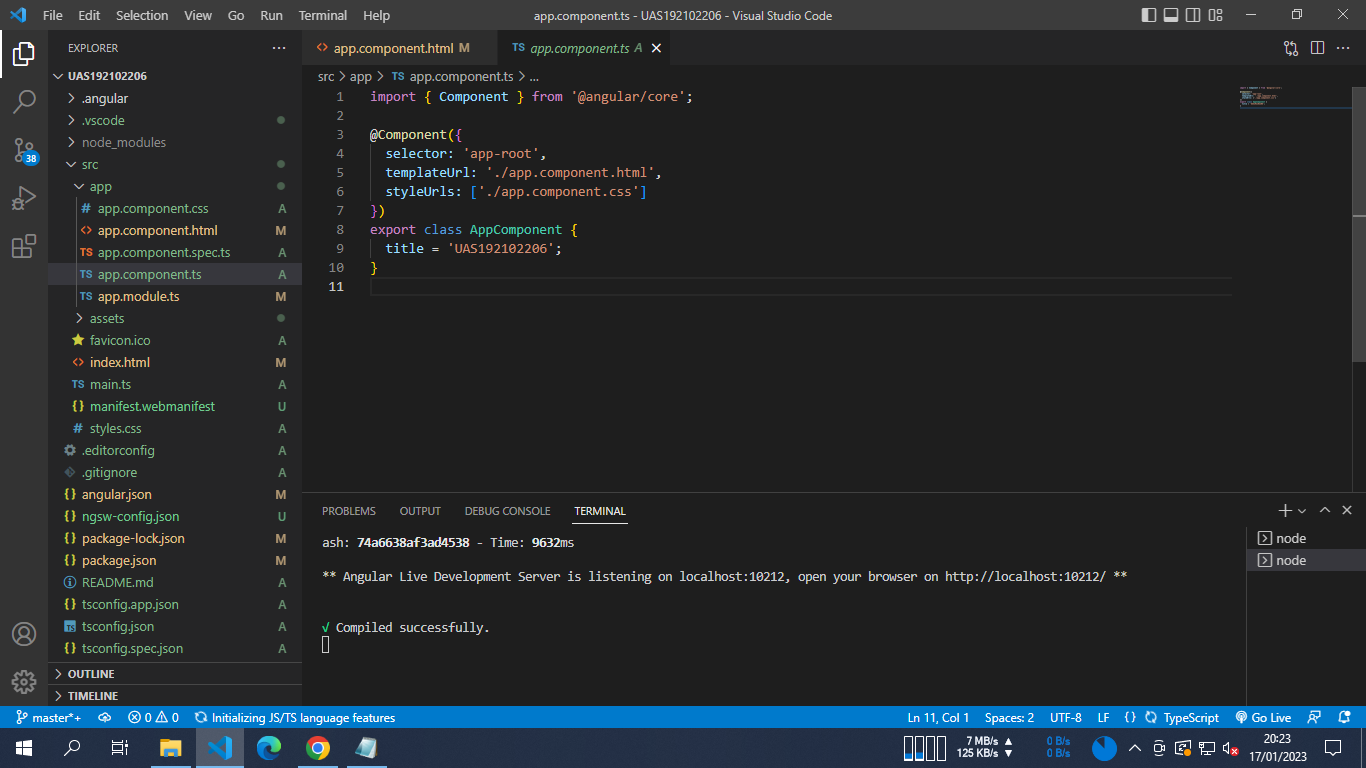 File Edit Selection View Go Run Terminal Help
app.component.ts - UAS192102206 - Visual Studio Code
EXPLORER
UAS192102206
.angular
.vscode
node_modules
src
app
# app.component.css A
<> app.component.html M
TS app.component.spec.ts A
TS app.component.ts A
TS app.module.ts M
assets
favicon.ico A
<> index.html M
TS main.ts A
{} manifest.webmanifest U
# styles.css A
.editorconfig A
.gitignore A
{} angular.json M
{} ngsw-config.json U
{} package-lock.json M
{} package.json M
README.md A
{} tsconfig.app.json A
TS tsconfig.json A
{} tsconfig.spec.json A
OUTLINE
TIMELINE
38
<> app.component.html M
TS app.component.ts A
src > app > TS app.component.ts > ...
1 import { Component } from '@angular/core';
2
3 @Component({
4 selector: 'app-root',
5 templateUrl: './app.component.html',
6 styleUrls: ['./app.component.css']
7 })
8 export class AppComponent {
9 title = 'UAS192102206';
10 }
11
PROBLEMS OUTPUT DEBUG CONSOLE TERMINAL
ash: 74a6638af3ad4538 - Time: 9632ms
** Angular Live Development Server is listening on localhost:10212, open your browser on http://localhost:10212/ **
√ Compiled successfully.
node
node
master*+ 0 0 Initializing JS/TS language features
Ln 11, Col 1 Spaces: 2 UTF-8 LF {} TypeScript Go Live
7 MB/s
125 KB/s
0 B/s
0 B/s
20:23
17/01/2023